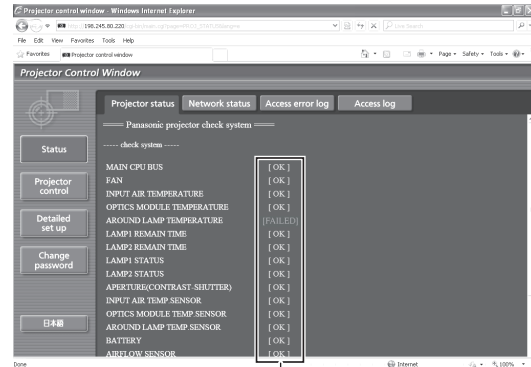 Projector control window - Windows Internet Explorer
http://198.245.80.220
Live Search
File Edit View Favorites Tools Help
Favorites Projector control window
Page Safety Tools
Projector Control Window
Projector status Network status Access error log Access log
Panasonic projector check system
----- check system -----
MAIN CPU BUS [ OK ]
FAN [ OK ]
INPUT AIR TEMPERATURE [ OK ]
OPTICS MODULE TEMPERATURE [ OK ]
AROUND LAMP TEMPERATURE [FAILED]
LAMP1 REMAIN TIME [ OK ]
LAMP2 REMAIN TIME [ OK ]
LAMP1 STATUS [ OK ]
LAMP2 STATUS [ OK ]
APERTURE(CONTRAST-SHUTTER) [ OK ]
INPUT AIR TEMP.SENSOR [ OK ]
OPTICS MODULE TEMP.SENSOR [ OK ]
AROUND LAMP TEMP.SENSOR [ OK ]
BATTERY [ OK ]
AIRFLOW SENSOR [ OK ]
Status
Projector
control
Detailed
set up
Change
password
日本語
Done Internet 100%